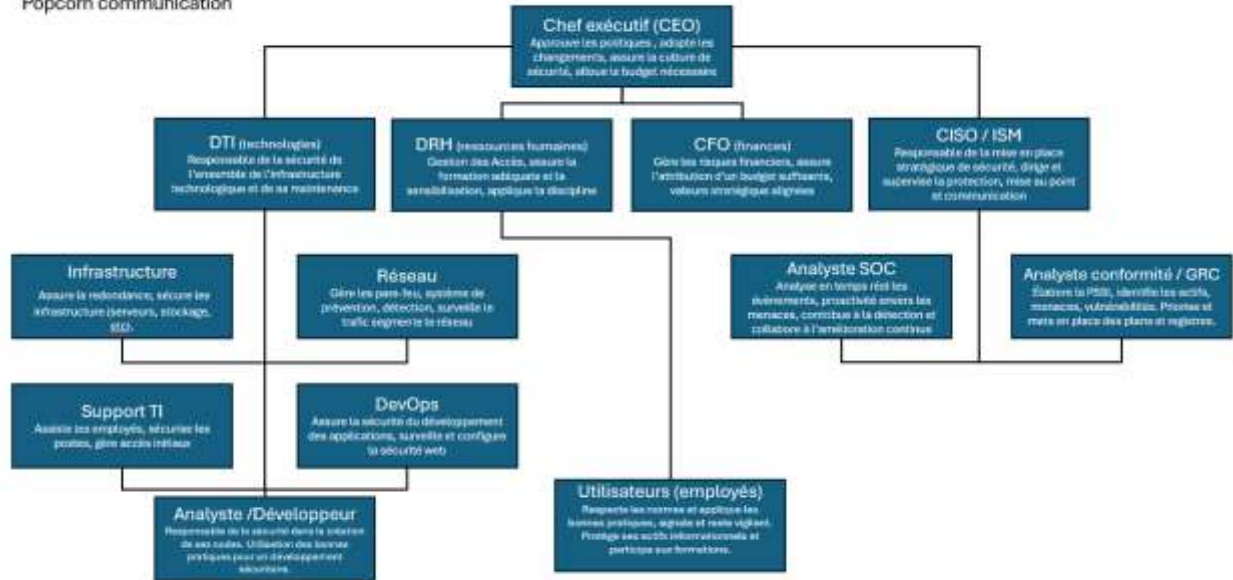 Popcorn communication
Chef exécutif (CEO)
Approuve les politiques , adopte les
changements, assure la culture de
sécurité, alloue le budget nécessaire
DTI (technologies)
Responsable de la sécurité de
l'ensemble de l'infrastructure
technologique et de sa maintenance
DRH (ressources humaines)
Gestion des Accès, assure la
formation adéquate et la
sensibilisation, applique la discipline
CFO (finances)
Gère les risques financiers, assure
l'attribution d'un budget suffisants,
valeurs stratégique alignées
CISO / ISM
Responsable de la mise en place
stratégique de sécurité, dirige et
supervise la protection, mise au point
et communication
Infrastructure
Assure la redondance, sécure les
infrastructure (serveurs, stockage,
etc).
Réseau
Gère les pare-feu, système de
prévention, détection, surveille le
trafic segmente le réseau
Analyste SOC
Analyse en temps réel les
évènements, proactivité envers les
menaces, contribue à la détection et
collabore à l'amélioration continue
Analyste conformité / GRC
Élabore la PSSI, identifie les actifs,
menaces, vulnérabilités. Priorise et
mets en place des plans et registres.
Support TI
Assiste les employés, sécurise les
postes, gère accès initiaux
DevOps
Assure la sécurité du développement
des applications, surveille et configure
la sécurité web
Analyste /Développeur
Responsable de la sécurité dans la création
de ses codes. Utilisation des bonnes
pratiques pour un développement
sécuritaire.
Utilisateurs (employés)
Respecte les normes et applique les
bonnes pratiques, signale et reste vigilant.
Protège ses actifs informationnels et
participe aux formations.